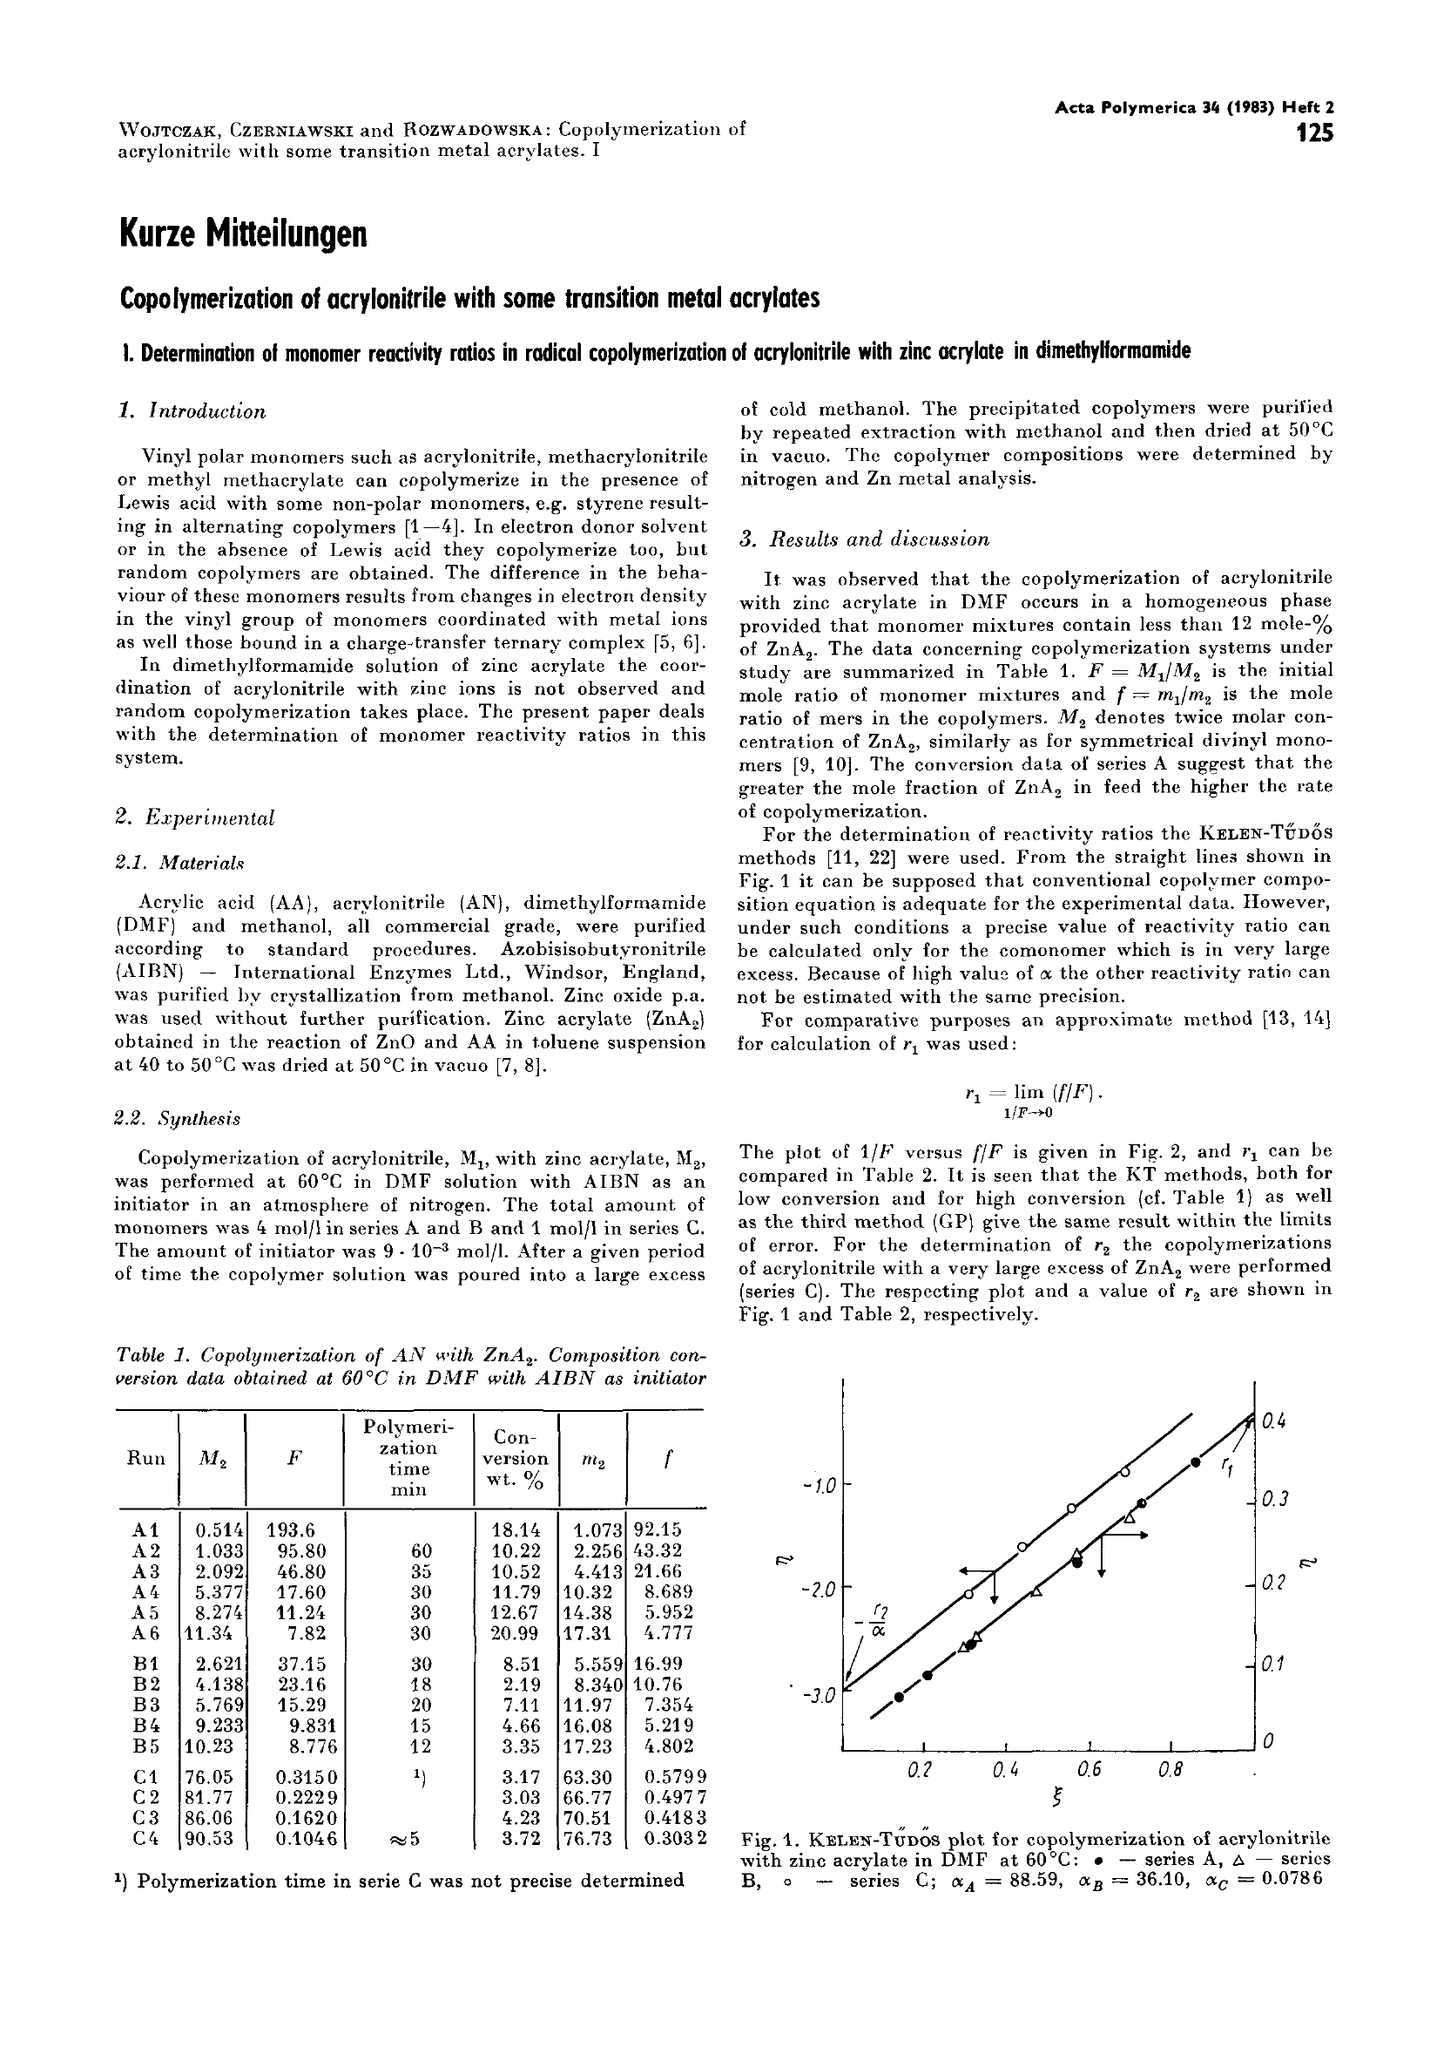 WOJTCZAK, CZERNIAWSKI and ROZWADOWSKA: Copolymerization of
acrylonitrile with some transition metal acrylates. I
Acta Polymerica 34 (1983) Heft 2
125
Kurze Mitteilungen
Copolymerization of acrylonitrile with some transition metal acrylates
I. Determination of monomer reactivity ratios in radical copolymerization of acrylonitrile with zinc acrylate in dimethylformamide
1. Introduction
Vinyl polar monomers such as acrylonitrile, methacrylonitrile
or methyl methacrylate can copolymerize in the presence of
Lewis acid with some non-polar monomers, e.g. styrene result-
ing in alternating copolymers [1—4]. In electron donor solvent
or in the absence of Lewis acid they copolymerize too, but
random copolymers are obtained. The difference in the beha-
viour of these monomers results from changes in electron density
in the vinyl group of monomers coordinated with metal ions
as well those bound in a charge-transfer ternary complex [5, 6].
In dimethylformamide solution of zinc acrylate the coor-
dination of acrylonitrile with zinc ions is not observed and
random copolymerization takes place. The present paper deals
with the determination of monomer reactivity ratios in this
system.
2. Experimental
2.1. Materials
Acrylic acid (AA), acrylonitrile (AN), dimethylformamide
(DMF) and methanol, all commercial grade, were purified
according to standard procedures. Azobisisobutyronitrile
(AIBN) — International Enzymes Ltd., Windsor, England,
was purified by crystallization from methanol. Zinc oxide p.a.
was used without further purification. Zinc acrylate (ZnA₂)
obtained in the reaction of ZnO and AA in toluene suspension
at 40 to 50°C was dried at 50°C in vacuo [7, 8].
2.2. Synthesis
Copolymerization of acrylonitrile, M₁, with zinc acrylate, M₂,
was performed at 60°C in DMF solution with AIBN as an
initiator in an atmosphere of nitrogen. The total amount of
monomers was 4 mol/l in series A and B and 1 mol/l in series C.
The amount of initiator was 9 · 10⁻³ mol/l. After a given period
of time the copolymer solution was poured into a large excess
Table 1. Copolymerization of AN with ZnA₂. Composition con-
version data obtained at 60°C in DMF with AIBN as initiator
Run M₂ F Polymeri-zation time min Con-version wt. % m₂ f
A1 0.514 193.6 18.14 1.073 92.15
A2 1.033 95.80 60 10.22 2.256 43.32
A3 2.092 46.80 35 10.52 4.413 21.66
A4 5.377 17.60 30 11.79 10.32 8.689
A5 8.274 11.24 30 12.67 14.38 5.952
A6 11.34 7.82 30 20.99 17.31 4.777
B1 2.621 37.15 30 8.51 5.559 16.99
B2 4.138 23.16 18 2.19 8.340 10.76
B3 5.769 15.29 20 7.11 11.97 7.354
B4 9.233 9.831 15 4.66 16.08 5.219
B5 10.23 8.776 12 3.35 17.23 4.802
C1 76.05 0.3150 ¹) 3.17 63.30 0.5799
C2 81.77 0.2229 3.03 66.77 0.4977
C3 86.06 0.1620 4.23 70.51 0.4183
C4 90.53 0.1046 ≈5 3.72 76.73 0.3032
¹) Polymerization time in serie C was not precise determined
of cold methanol. The precipitated copolymers were purified
by repeated extraction with methanol and then dried at 50°C
in vacuo. The copolymer compositions were determined by
nitrogen and Zn metal analysis.
3. Results and discussion
It was observed that the copolymerization of acrylonitrile
with zinc acrylate in DMF occurs in a homogeneous phase
provided that monomer mixtures contain less than 12 mole-%
of ZnA₂. The data concerning copolymerization systems under
study are summarized in Table 1. F = M₁/M₂ is the initial
mole ratio of monomer mixtures and f = m₁/m₂ is the mole
ratio of mers in the copolymers. M₂ denotes twice molar con-
centration of ZnA₂, similarly as for symmetrical divinyl mono-
mers [9, 10]. The conversion data of series A suggest that the
greater the mole fraction of ZnA₂ in feed the higher the rate
of copolymerization.
For the determination of reactivity ratios the KELEN-TŰDŐS
methods [11, 22] were used. From the straight lines shown in
Fig. 1 it can be supposed that conventional copolymer compo-
sition equation is adequate for the experimental data. However,
under such conditions a precise value of reactivity ratio can
be calculated only for the comonomer which is in very large
excess. Because of high value of α the other reactivity ratio can
not be estimated with the same precision.
For comparative purposes an approximate method [13, 14]
for calculation of r₁ was used:
r₁ = lim (f/F).
1/F→0
The plot of 1/F versus f/F is given in Fig. 2, and r₁ can be
compared in Table 2. It is seen that the KT methods, both for
low conversion and for high conversion (cf. Table 1) as well
as the third method (GP) give the same result within the limits
of error. For the determination of r₂ the copolymerizations
of acrylonitrile with a very large excess of ZnA₂ were performed
(series C). The respecting plot and a value of r₂ are shown in
Fig. 1 and Table 2, respectively.
0.4
r₁
-1.0
0.3
η
η
-2.0
0.2
- r₂/α
0.1
-3.0
0
0.2 0.4 0.6 0.8
ξ
Fig. 1. KELEN-TŰDŐS plot for copolymerization of acrylonitrile
with zinc acrylate in DMF at 60°C: ● — series A, △ — series
B, ○ — series C; α_A = 88.59, α_B = 36.10, α_C = 0.0786